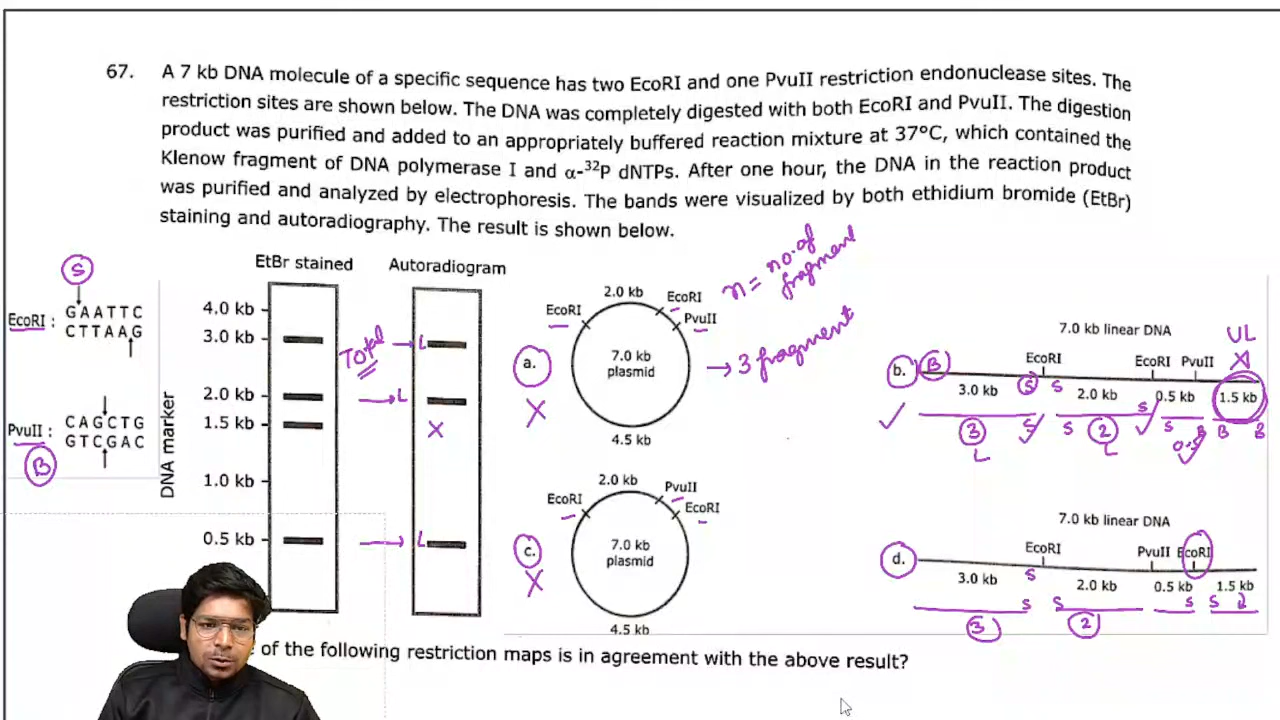 67. A 7 kb DNA molecule of a specific sequence has two EcoRI and one PvuII restriction endonuclease sites. The
restriction sites are shown below. The DNA was completely digested with both EcoRI and PvuII. The digestion
product was purified and added to an appropriately buffered reaction mixture at 37°C, which contained the
Klenow fragment of DNA polymerase I and α-³²P dNTPs. After one hour, the DNA in the reaction product
was purified and analyzed by electrophoresis. The bands were visualized by both ethidium bromide (EtBr)
staining and autoradiography. The result is shown below.
S
EcoRI : GAATTC
CTTAAG
PvuII : CAGCTG
GTCGAC
B
DNA marker
EtBr stained
4.0 kb
3.0 kb
2.0 kb
1.5 kb
1.0 kb
0.5 kb
Total
Autoradiogram
L
L
X
L
a.
X
2.0 kb
EcoRI
EcoRI
PvuII
7.0 kb
plasmid
4.5 kb
n = no. of
fragment
→ 3 fragment
c.
X
2.0 kb
EcoRI
PvuII
EcoRI
7.0 kb
plasmid
4.5 kb
7.0 kb linear DNA
UL
X
b.
B
EcoRI
EcoRI PvuII
3.0 kb
S
S
2.0 kb
S
0.5 kb
1.5 kb
3
S
S
2
S
B
B
B
L
L
0.5
7.0 kb linear DNA
d.
EcoRI
PvuII EcoRI
3.0 kb
S
2.0 kb
0.5 kb
1.5 kb
S
S
S
S
L
3
2
of the following restriction maps is in agreement with the above result?